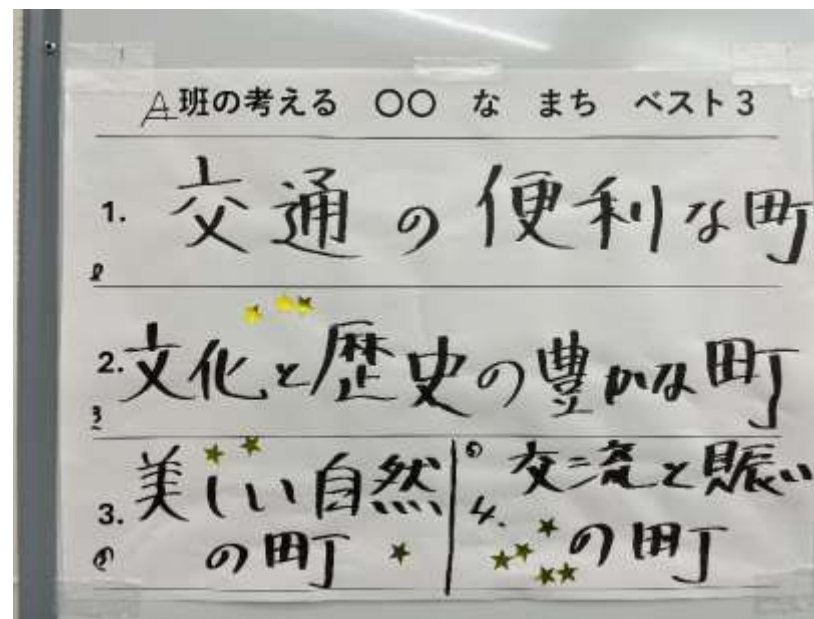 A班の考える 〇〇 な まち ベスト3
1. 交通の便利な町
2. 文化と歴史の豊かな町
3. 美しい自然
の町
4. 交流と賑い
の町